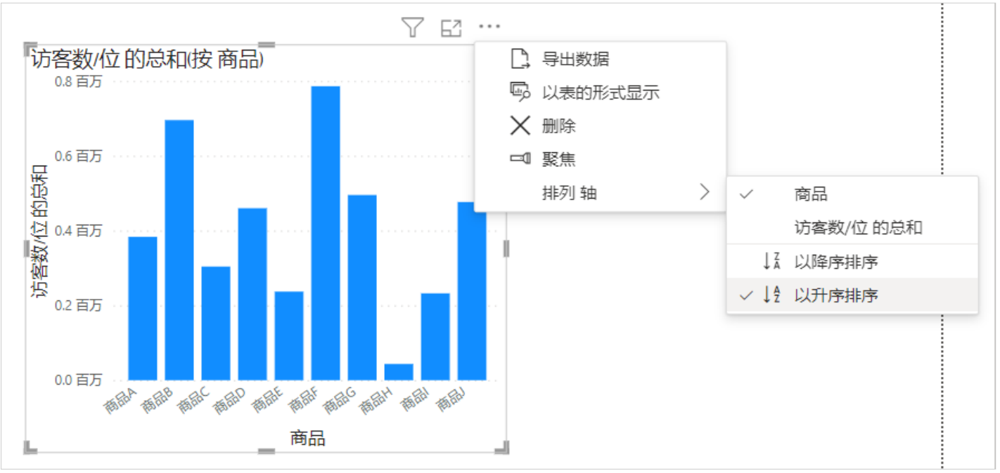 访客数/位 的总和(按 商品)
0.8 百万
0.6 百万
0.4 百万
0.2 百万
0.0 百万
访客数/位 的总和
商品A 商品B 商品C 商品D 商品E 商品F 商品G 商品H 商品I 商品J
商品
导出数据
以表的形式显示
删除
聚焦
排列 轴
商品
访客数/位 的总和
以降序排序
以升序排序